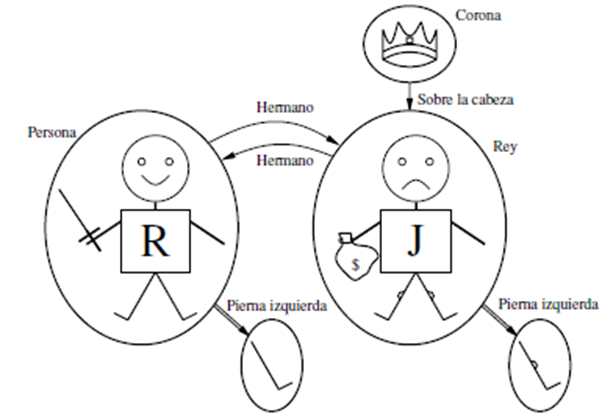 Corona
Sobre la cabeza
Hermano
Persona
Rey
Hermano
R
J
$
Pierna izquierda
Pierna izquierda